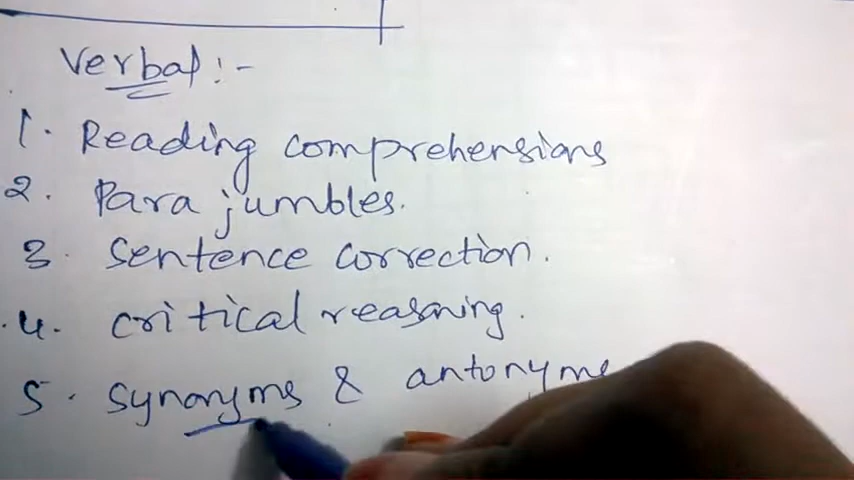 Verbal :-
1. Reading comprehensions
2. Para jumbles.
3. Sentence correction.
4. critical reasoning.
5. Synonyms & antonyms